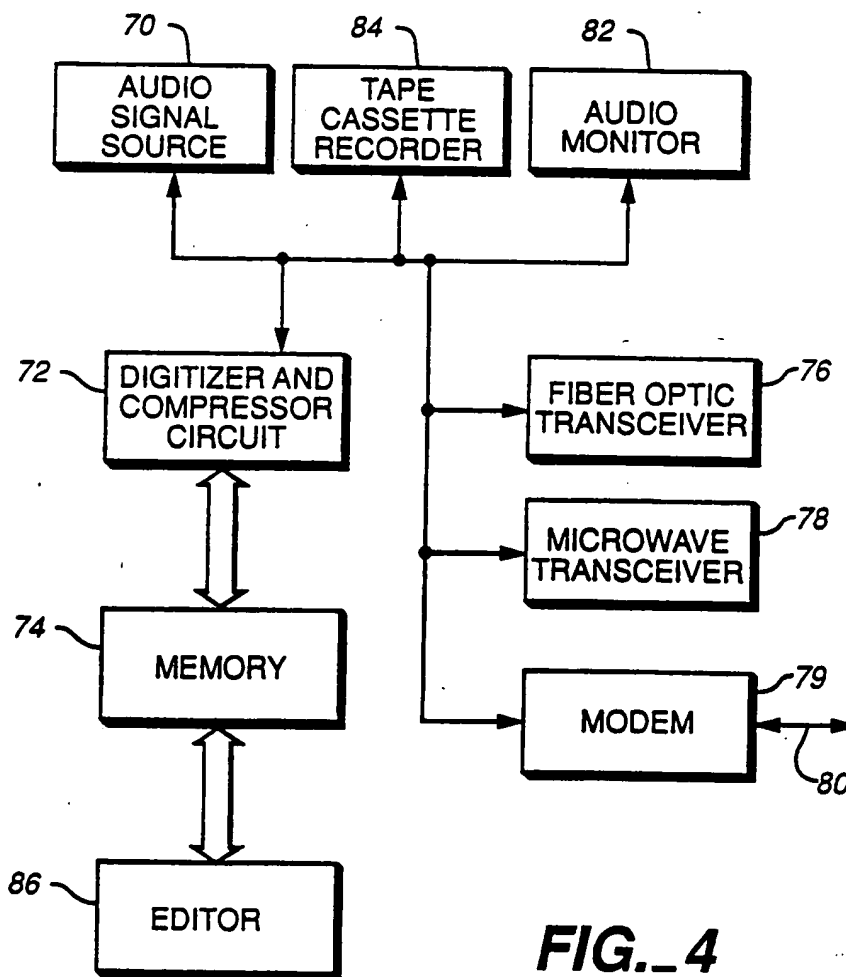 70
84
82
AUDIO
SIGNAL
SOURCE
TAPE
CASSETTE
RECORDER
AUDIO
MONITOR
72
DIGITIZER AND
COMPRESSOR
CIRCUIT
FIBER OPTIC
TRANSCEIVER
76
MICROWAVE
TRANSCEIVER
78
74
MEMORY
MODEM
79
80
86
EDITOR
FIG._4